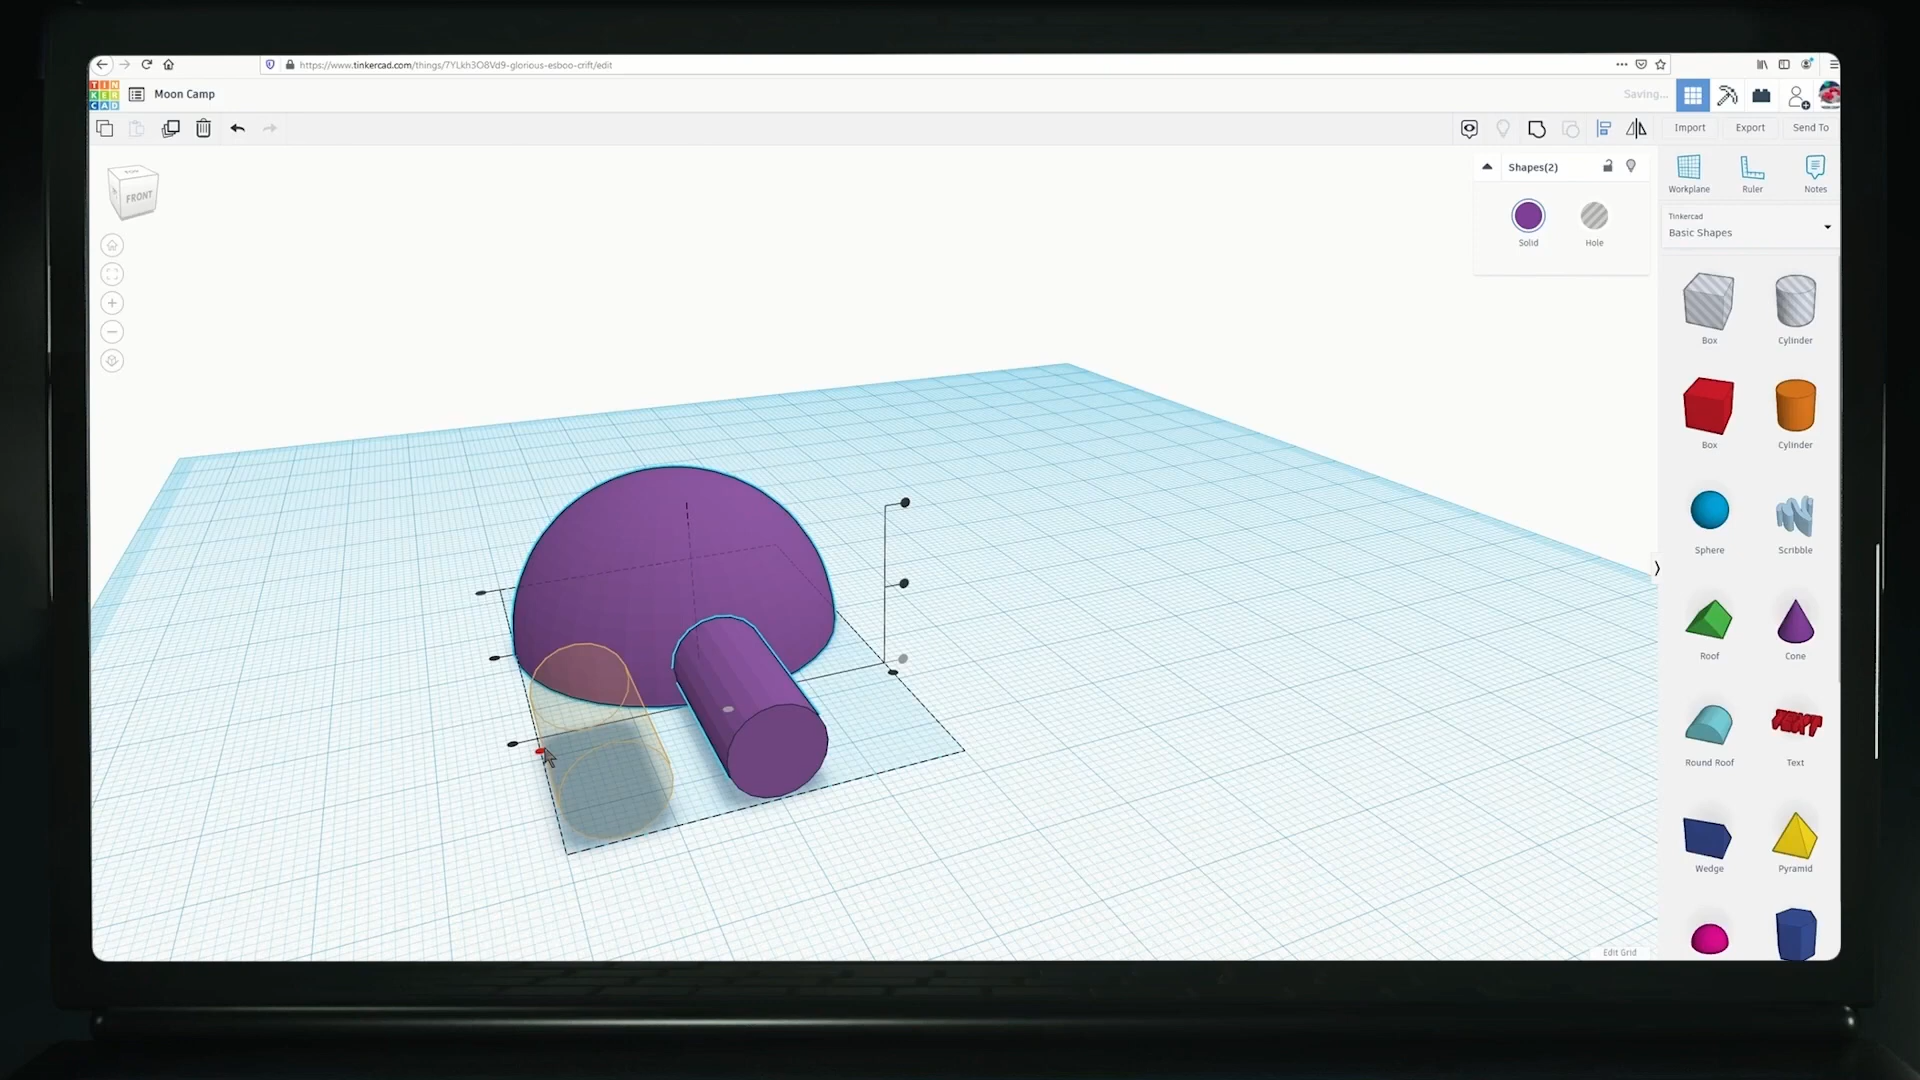 https://www.tinkercad.com/things/7YLkh3O8Vd9-glorious-esboo-crift/edit
TIN
KER
CAD
Moon Camp
Saving...
Import
Export
Send To
TOP
FRONT
Shapes(2)
Solid
Hole
Workplane
Ruler
Notes
Tinkercad
Basic Shapes
Box
Cylinder
Box
Cylinder
Sphere
Scribble
Roof
Cone
Round Roof
TEXT
Text
Wedge
Pyramid
Edit Grid